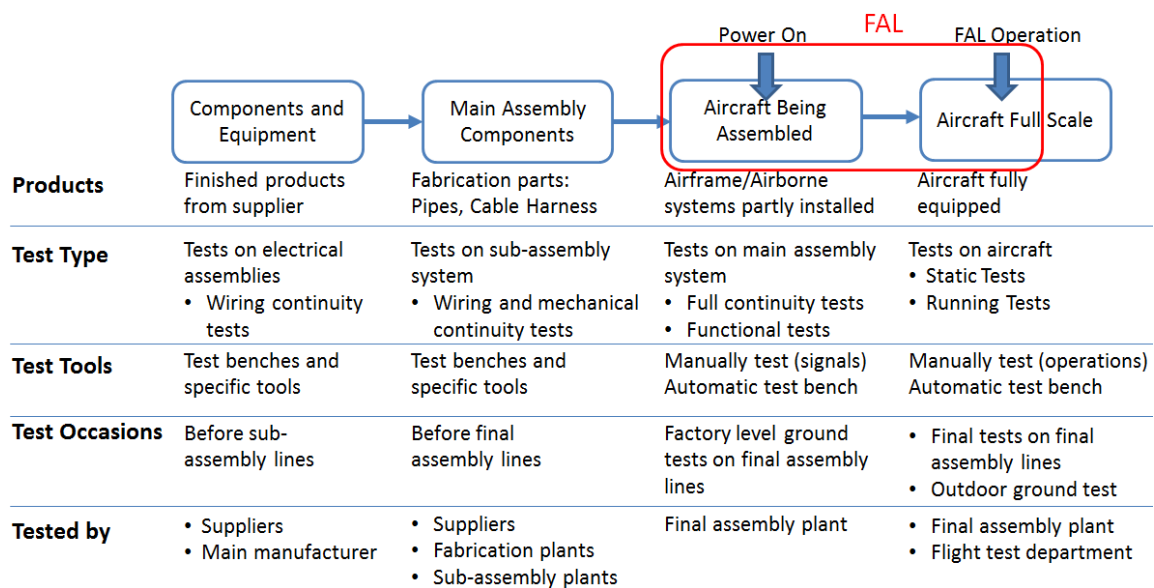 FAL
Power On
FAL Operation
Components and
Equipment
Main Assembly
Components
Aircraft Being
Assembled
Aircraft Full Scale
Products
Finished products
from supplier
Fabrication parts:
Pipes, Cable Harness
Airframe/Airborne
systems partly installed
Aircraft fully
equipped
Test Type
Tests on electrical
assemblies
• Wiring continuity
tests
Tests on sub-assembly
system
• Wiring and mechanical
continuity tests
Tests on main assembly
system
• Full continuity tests
• Functional tests
Tests on aircraft
• Static Tests
• Running Tests
Test Tools
Test benches and
specific tools
Test benches and
specific tools
Manually test (signals)
Automatic test bench
Manually test (operations)
Automatic test bench
Test Occasions
Before sub-
assembly lines
Before final
assembly lines
Factory level ground
tests on final assembly
lines
• Final tests on final
assembly lines
• Outdoor ground test
Tested by
• Suppliers
• Main manufacturer
• Suppliers
• Fabrication plants
• Sub-assembly plants
Final assembly plant
• Final assembly plant
• Flight test department